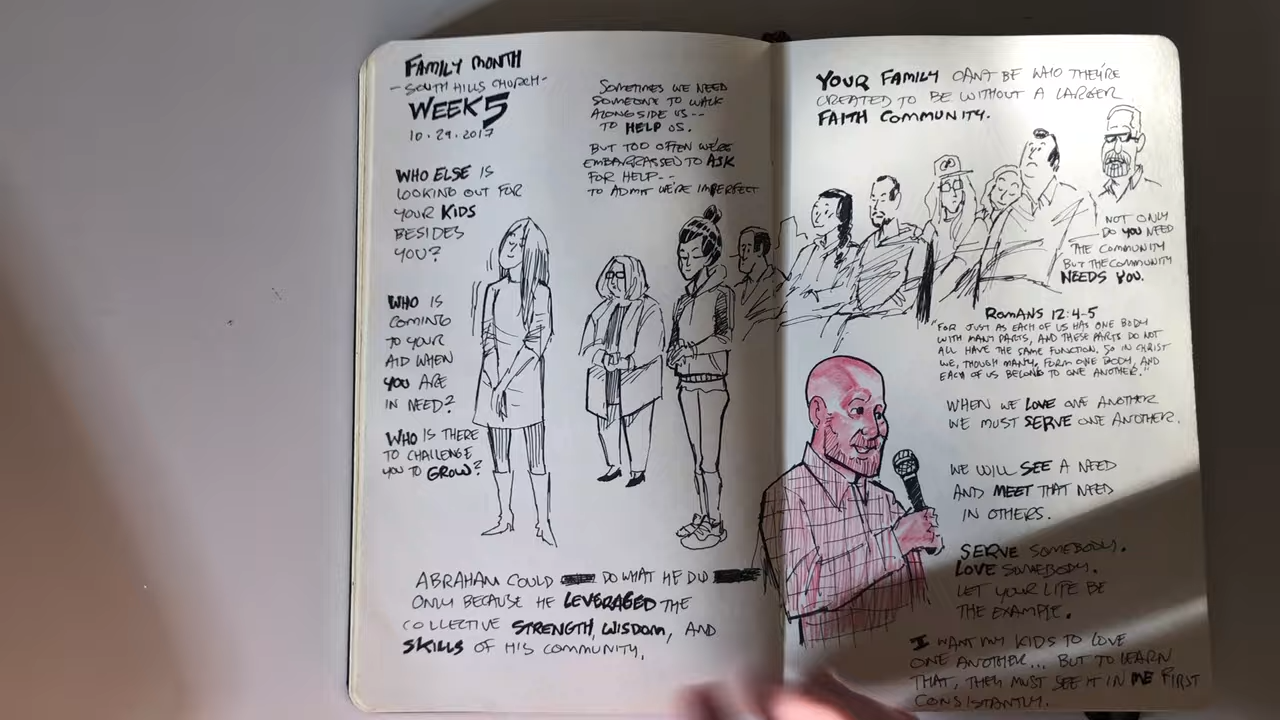 FAMILY MONTH
- SOUTH HILLS CHURCH -
WEEK 5
10.29.2017
WHO ELSE IS
LOOKING OUT FOR
YOUR KIDS
BESIDES
YOU?
WHO IS
COMING
TO YOUR
AID WHEN
YOU ARE
IN NEED?
WHO IS THERE
TO CHALLENGE
YOU TO GROW?
SOMETIMES WE NEED
SOMEONE TO WALK
ALONGSIDE US--
TO HELP US.
BUT TOO OFTEN WE'RE
EMBARRASSED TO ASK
FOR HELP--
TO ADMIT WE'RE IMPERFECT
ABRAHAM COULD DO WHAT HE DID
ONLY BECAUSE HE LEVERAGED THE
COLLECTIVE STRENGTH, WISDOM, AND
SKILLS OF HIS COMMUNITY.
YOUR FAMILY CAN'T BE WHO THEY'RE
CREATED TO BE WITHOUT A LARGER
FAITH COMMUNITY.
NOT ONLY
DO YOU NEED
THE COMMUNITY
BUT THE COMMUNITY
NEEDS YOU.
ROMANS 12:4-5
"FOR JUST AS EACH OF US HAS ONE BODY
WITH MANY PARTS, AND THESE PARTS DO NOT
ALL HAVE THE SAME FUNCTION, SO IN CHRIST
WE, THOUGH MANY, FORM ONE BODY, AND
EACH OF US BELONG TO ONE ANOTHER."
WHEN WE LOVE ONE ANOTHER
WE MUST SERVE ONE ANOTHER.
WE WILL SEE A NEED
AND MEET THAT NEED
IN OTHERS.
SERVE SOMEBODY.
LOVE SOMEBODY.
LET YOUR LIFE BE
THE EXAMPLE.
I WANT MY KIDS TO LOVE
ONE ANOTHER... BUT TO LEARN
THAT, THEY MUST SEE IT IN ME FIRST
CONSISTANTLY.